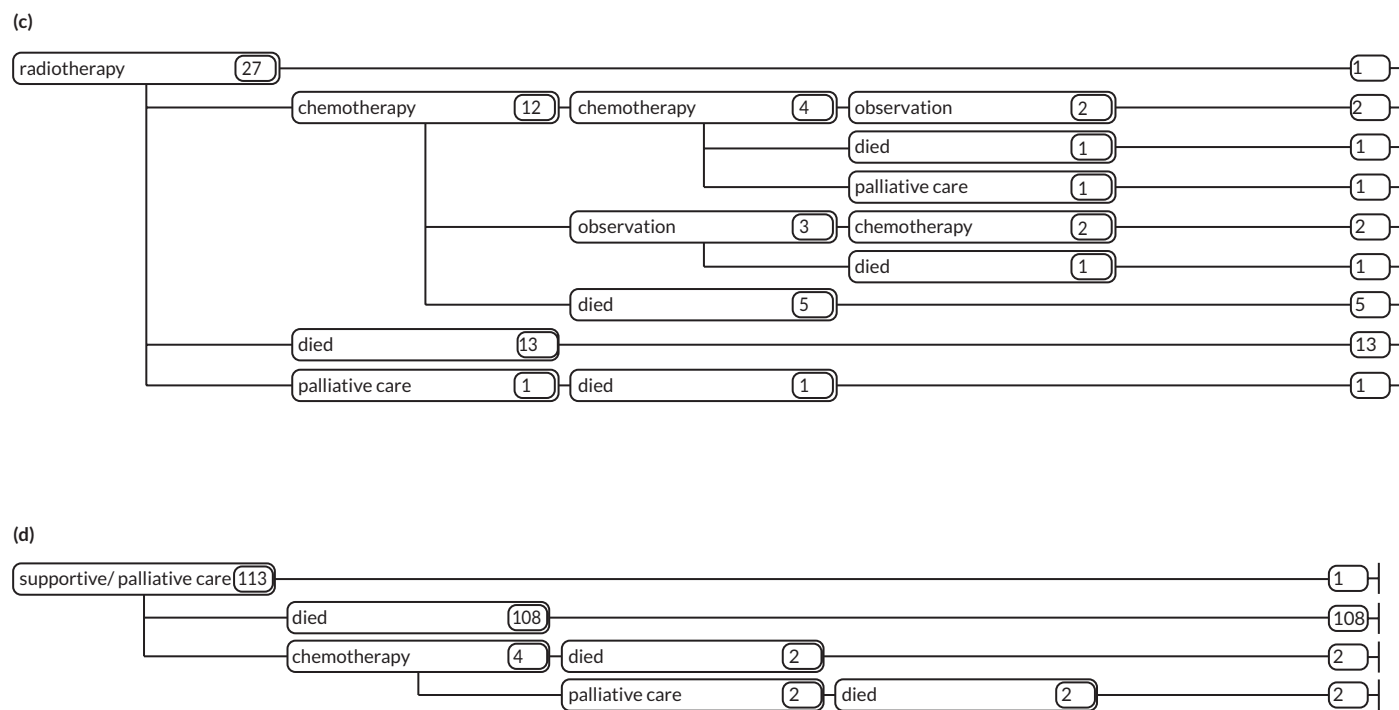 (c)
radiotherapy 27 1
chemotherapy 12 chemotherapy 4 observation 2 2
died 1 1
palliative care 1 1
observation 3 chemotherapy 2 2
died 1 1
died 5 5
died 13 13
palliative care 1 died 1 1
(d)
supportive/ palliative care 113 1
died 108 108
chemotherapy 4 died 2 2
palliative care 2 died 2 2